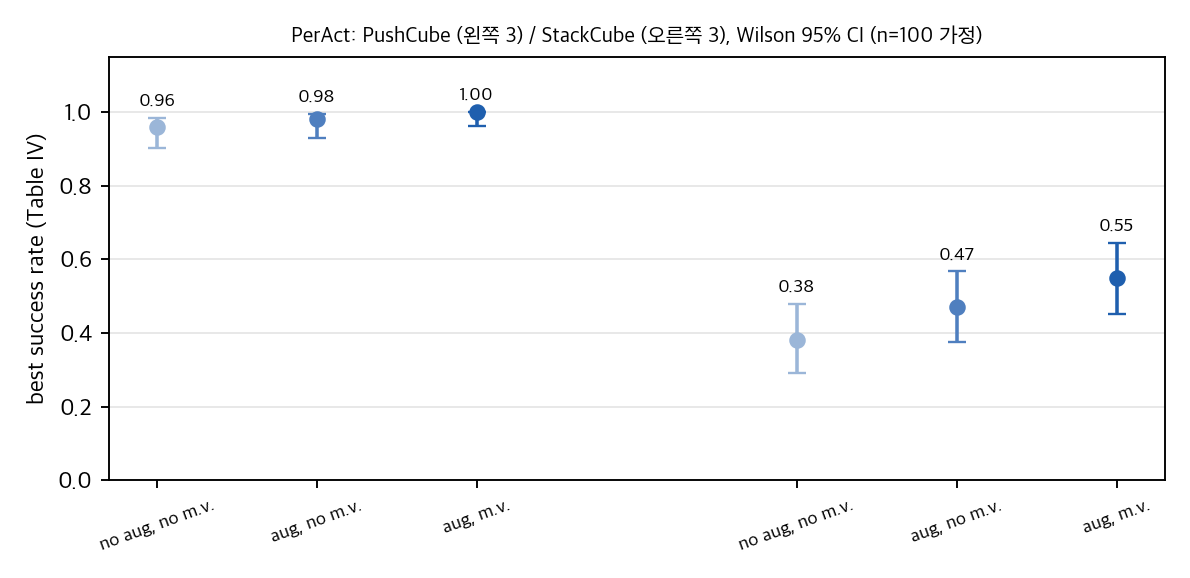 PerAct: PushCube (왼쪽 3) / StackCube (오른쪽 3), Wilson 95% CI (n=100 가정)
best success rate (Table IV)
1.0
0.8
0.6
0.4
0.2
0.0
0.96
0.98
1.00
0.38
0.47
0.55
no aug, no m.v.
aug, no m.v.
aug, m.v.
no aug, no m.v.
aug, no m.v.
aug, m.v.